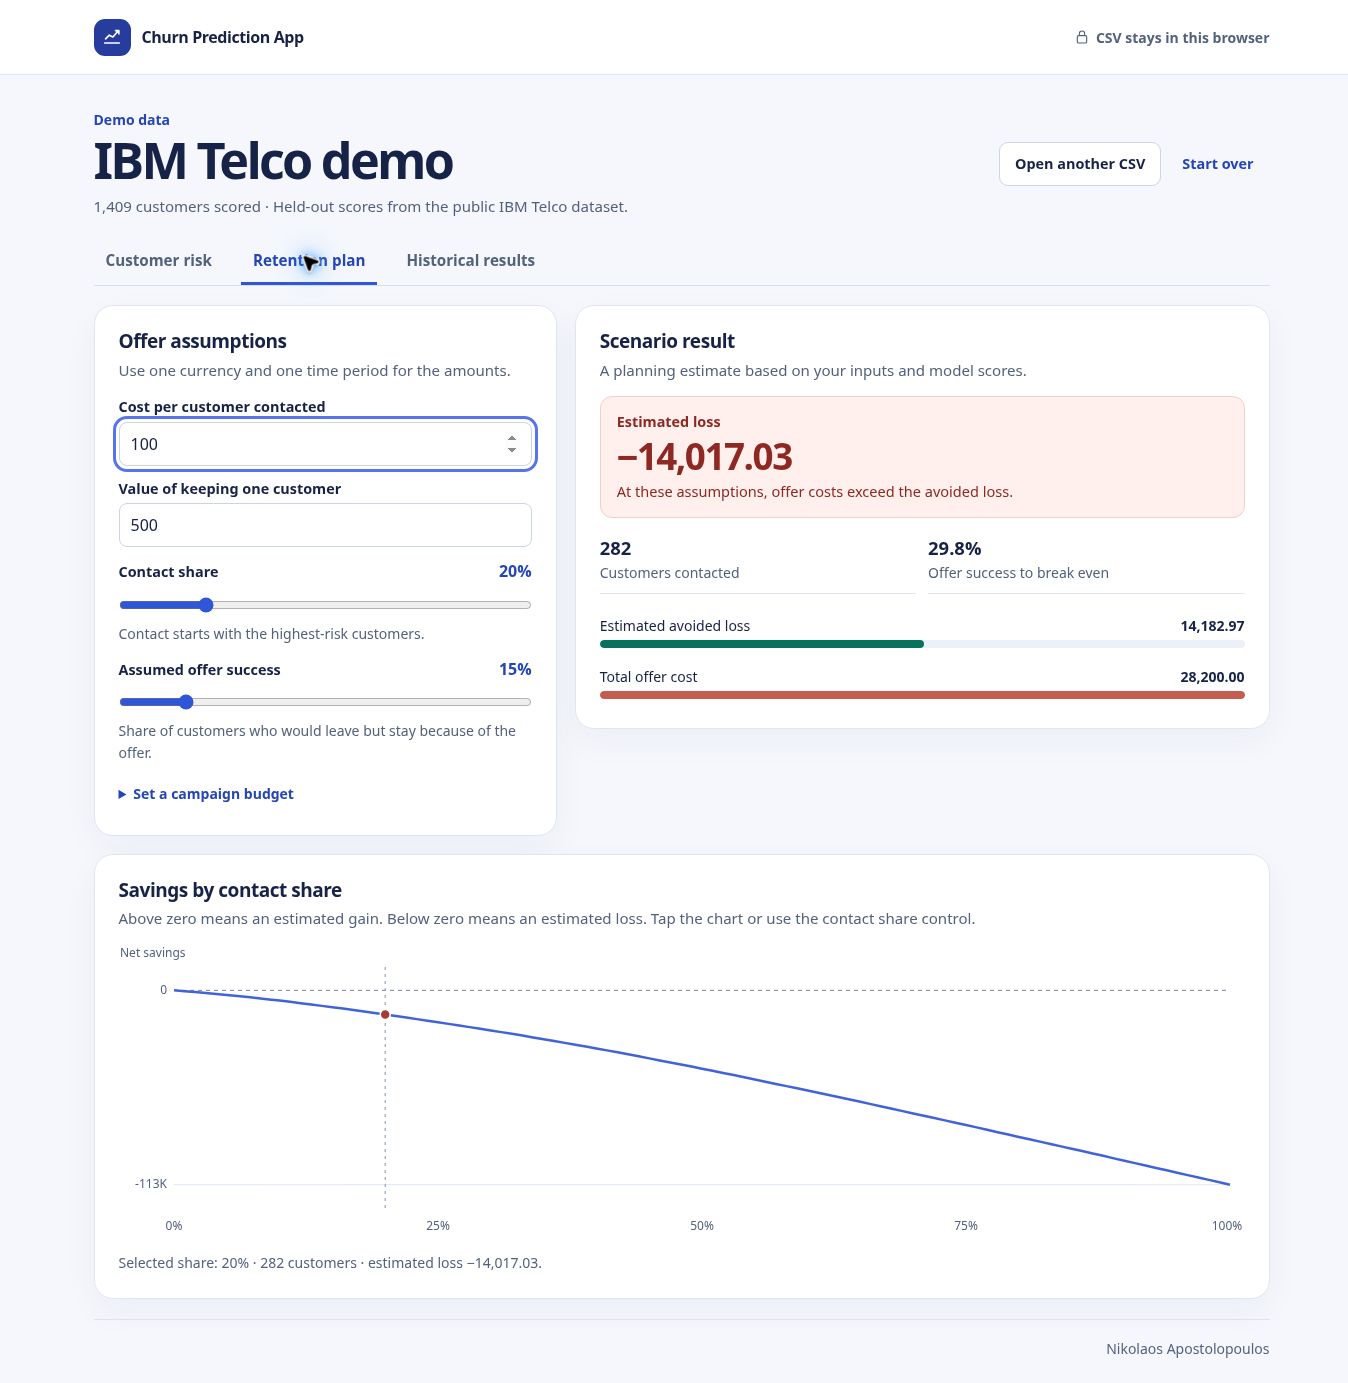 Churn Prediction App
CSV stays in this browser
Demo data
IBM Telco demo
Open another CSV
Start over
1,409 customers scored · Held-out scores from the public IBM Telco dataset.
Customer risk
Retention plan
Historical results
Offer assumptions
Use one currency and one time period for the amounts.
Cost per customer contacted
100
Value of keeping one customer
500
Contact share
20%
Contact starts with the highest-risk customers.
Assumed offer success
15%
Share of customers who would leave but stay because of the
offer.
Set a campaign budget
Scenario result
A planning estimate based on your inputs and model scores.
Estimated loss
−14,017.03
At these assumptions, offer costs exceed the avoided loss.
282
Customers contacted
29.8%
Offer success to break even
Estimated avoided loss
14,182.97
Total offer cost
28,200.00
Savings by contact share
Above zero means an estimated gain. Below zero means an estimated loss. Tap the chart or use the contact share control.
Net savings
0
-113K
0%
25%
50%
75%
100%
Selected share: 20% · 282 customers · estimated loss −14,017.03.
Nikolaos Apostolopoulos